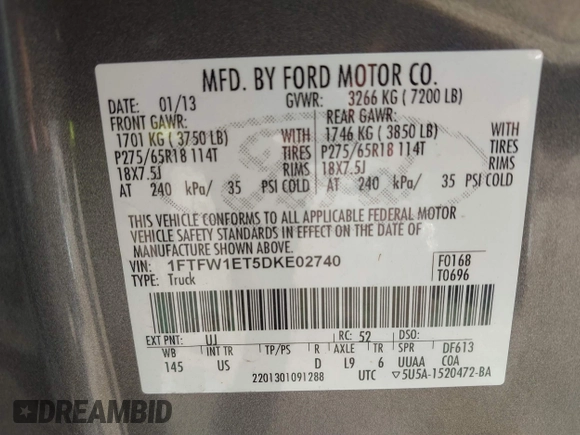 MFD. BY FORD MOTOR CO.
DATE: 01/13 GVWR: 3266 KG ( 7200 LB)
FRONT GAWR: REAR GAWR:
1701 KG ( 3750 LB) WITH 1746 KG ( 3850 LB) WITH
P275/65R18 114T TIRES P275/65R18 114T TIRES
18X7.5J RIMS 18X7.5J RIMS
AT 240 kPa/ 35 PSI COLD AT 240 kPa/ 35 PSI COLD
THIS VEHICLE CONFORMS TO ALL APPLICABLE FEDERAL MOTOR
VEHICLE SAFETY STANDARDS IN EFFECT ON THE DATE OF
MANUFACTURE SHOWN ABOVE.
VIN: 1FTFW1ET5DKE02740 F0168
TYPE: Truck T0696
EXT PNT: UJ RC: 52 DSO:
WB INT TR TP/PS R AXLE TR SPR DF613
145 US D L9 6 UUAA COA
2201301091288 UTC ▽5U5A-1520472-BA
DREAMBID